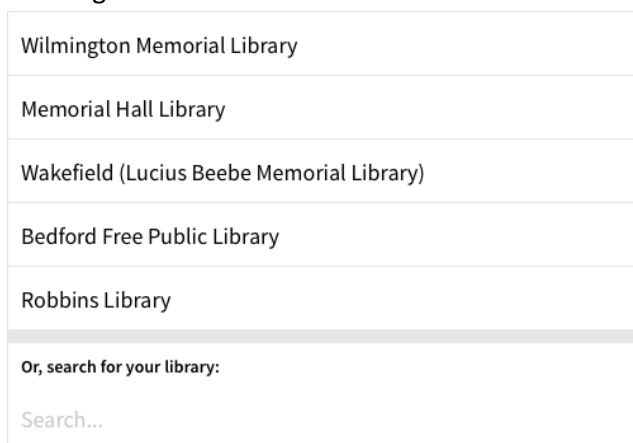 Wilmington Memorial Library
Memorial Hall Library
Wakefield (Lucius Beebe Memorial Library)
Bedford Free Public Library
Robbins Library
Or, search for your library:
Search...